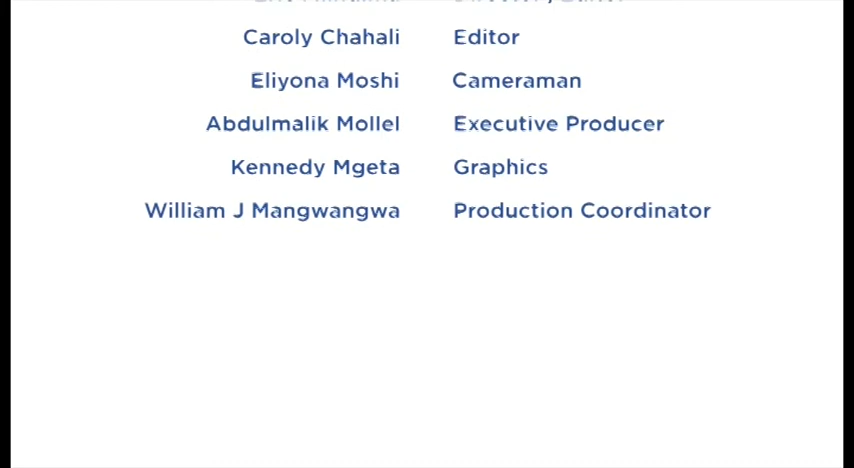 Caroly Chahali Editor
Eliyona Moshi Cameraman
Abdulmalik Mollel Executive Producer
Kennedy Mgeta Graphics
William J Mangwangwa Production Coordinator